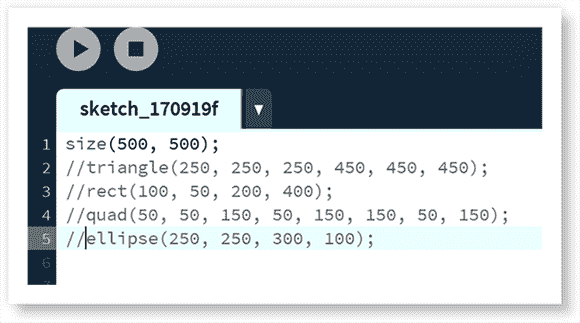 sketch_170919f ▼
1 size(500, 500);
2 //triangle(250, 250, 250, 450, 450, 450);
3 //rect(100, 50, 200, 400);
4 //quad(50, 50, 150, 50, 150, 150, 50, 150);
5 //ellipse(250, 250, 300, 100);
6